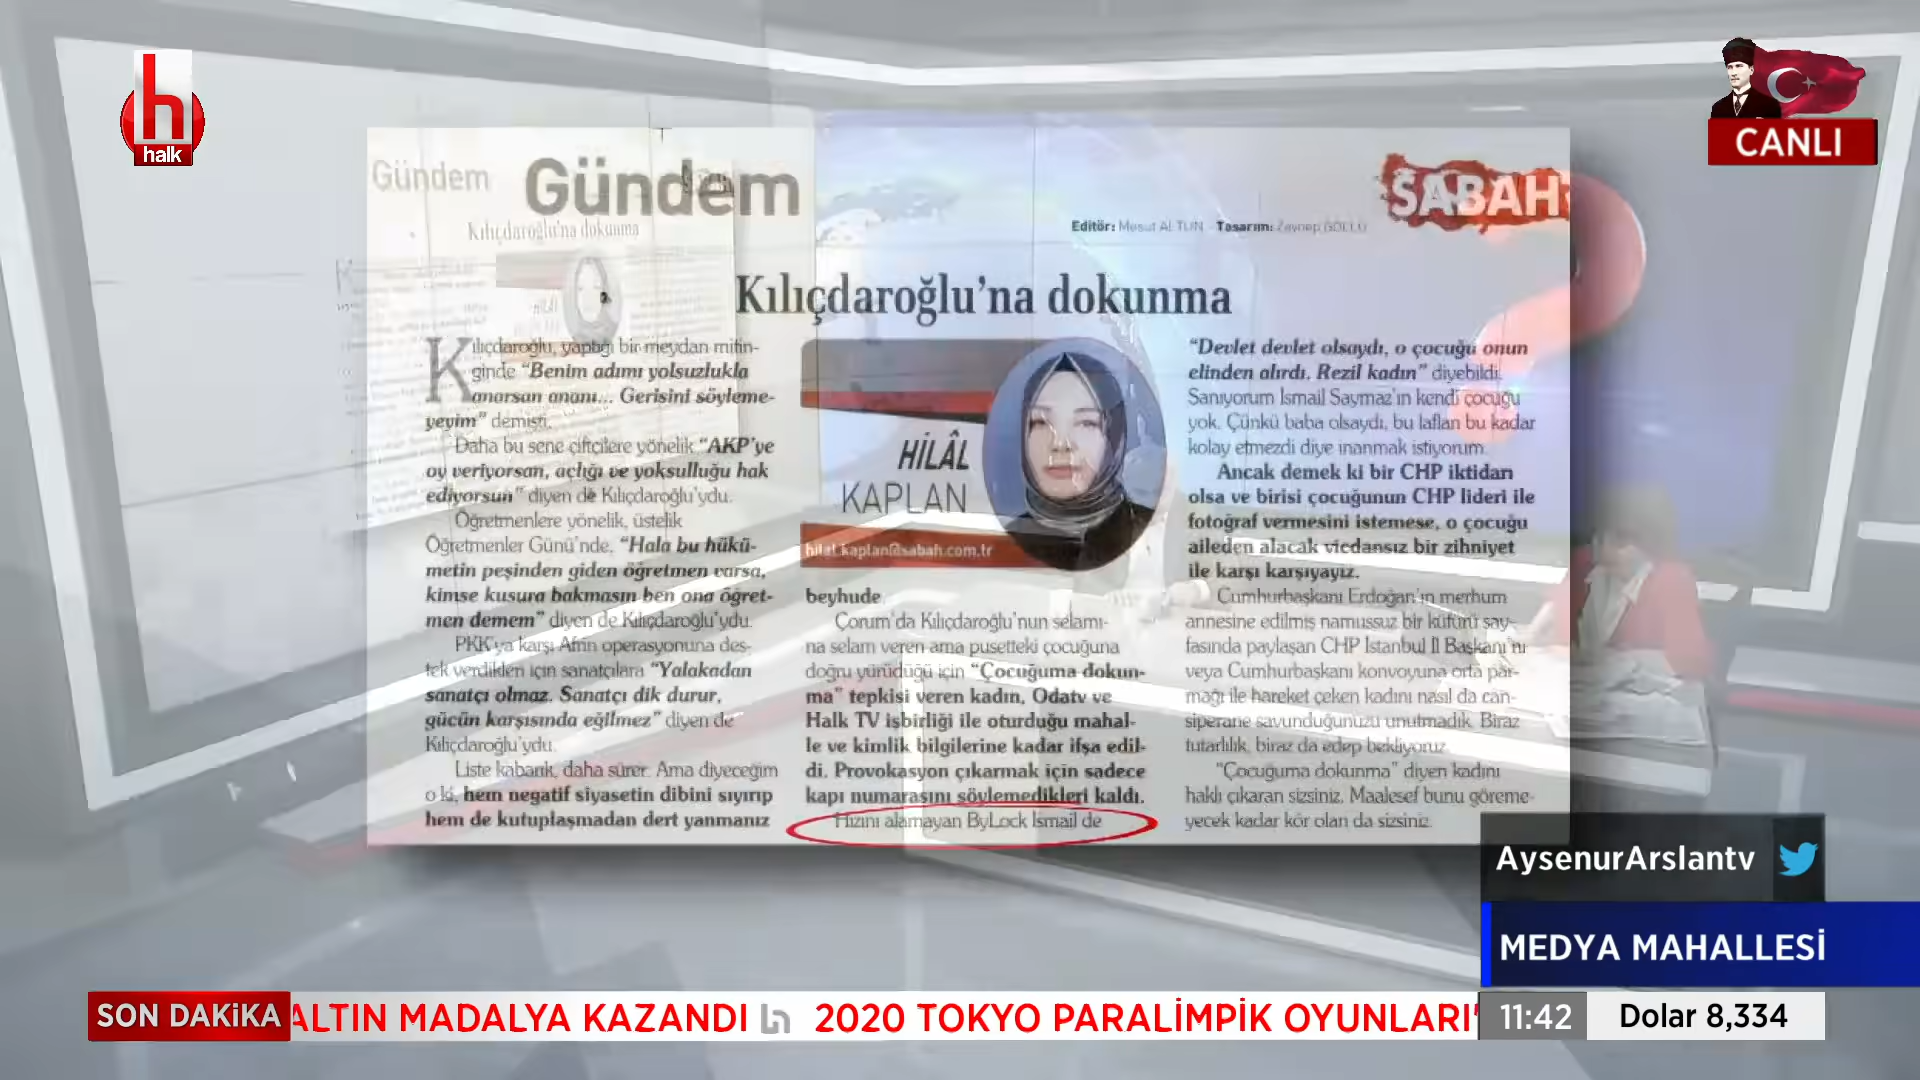 h
halk
CANLI
Gündem
Gündem
SABAH
Kılıçdaroğlu'na dokunma
Editör: Mesut ALTUN - Tasarım: Zeynep
Kılıçdaroğlu'na dokunma
Kılıçdaroğlu, yaptığı bir meydan mitin-
ginde "Benim adımı yolsuzlukla
anarsan ananı... Gerisini söyleme-
yeyim" demişti.
Daha bu sene çiftçilere yönelik "AKP'ye
oy veriyorsan, açlığı ve yoksulluğu hak
ediyorsun" diyen de Kılıçdaroğlu'ydu.
Öğretmenlere yönelik, üstelik
Öğretmenler Günü'nde, "Hala bu hükü-
metin peşinden giden öğretmen varsa,
kimse kusura bakmasın ben ona öğret-
men demem" diyen de Kılıçdaroğlu'ydu.
PKK'ya karşı Afrin operasyonuna des-
tek verdikleri için sanatçılara "Yalakadan
sanatçı olmaz. Sanatçı dik durur,
gücün karşısında eğilmez" diyen de
Kılıçdaroğlu'ydu.
Liste kabarık, daha sürer. Ama diyeceğim
o ki, hem negatif siyasetin dibini sıyırıp
hem de kutuplaşmadan dert yanmanız
HİLÂL
KAPLAN
hilal.kaplan@sabah.com.tr
beyhude.
Çorum'da Kılıçdaroğlu'nun selamı-
na selam veren ama pusetteki çocuğuna
doğru yürüdüğü için "Çocuğuma dokun-
ma" tepkisi veren kadın, Odatv ve
Halk TV işbirliği ile oturduğu mahal-
le ve kimlik bilgilerine kadar ifşa edil-
di. Provokasyon çıkarmak için sadece
kapı numarasını söylemedikleri kaldı.
Hızını alamayan ByLock İsmail de
"Devlet devlet olsaydı, o çocuğu onun
elinden alırdı. Rezil kadın" diyebildi.
Sanıyorum İsmail Saymaz'ın kendi çocuğu
yok. Çünkü baba olsaydı, bu lafları bu kadar
kolay etmezdi diye inanmak istiyorum.
Ancak demek ki bir CHP iktidarı
olsa ve birisi çocuğunun CHP lideri ile
fotoğraf vermesini istemese, o çocuğu
aileden alacak vicdansız bir zihniyet
ile karşı karşıyayız.
Cumhurbaşkanı Erdoğan'ın merhum
annesine edilmiş namussuz bir küfürü say-
fasında paylaşan CHP İstanbul İl Başkanı'nı
veya Cumhurbaşkanı konvoyuna orta par-
mağı ile hareket çeken kadını nasıl da can-
siperane savunduğunuzu unutmadık. Biraz
tutarlılık, biraz da edep bekliyoruz.
"Çocuğuma dokunma" diyen kadını
haklı çıkaran sizsiniz. Maalesef bunu göreme-
yecek kadar kör olan da sizsiniz.
AysenurArslantv
MEDYA MAHALLESİ
SON DAKİKA ALTIN MADALYA KAZANDI h 2020 TOKYO PARALİMPİK OYUNLARI' 11:42 Dolar 8,334